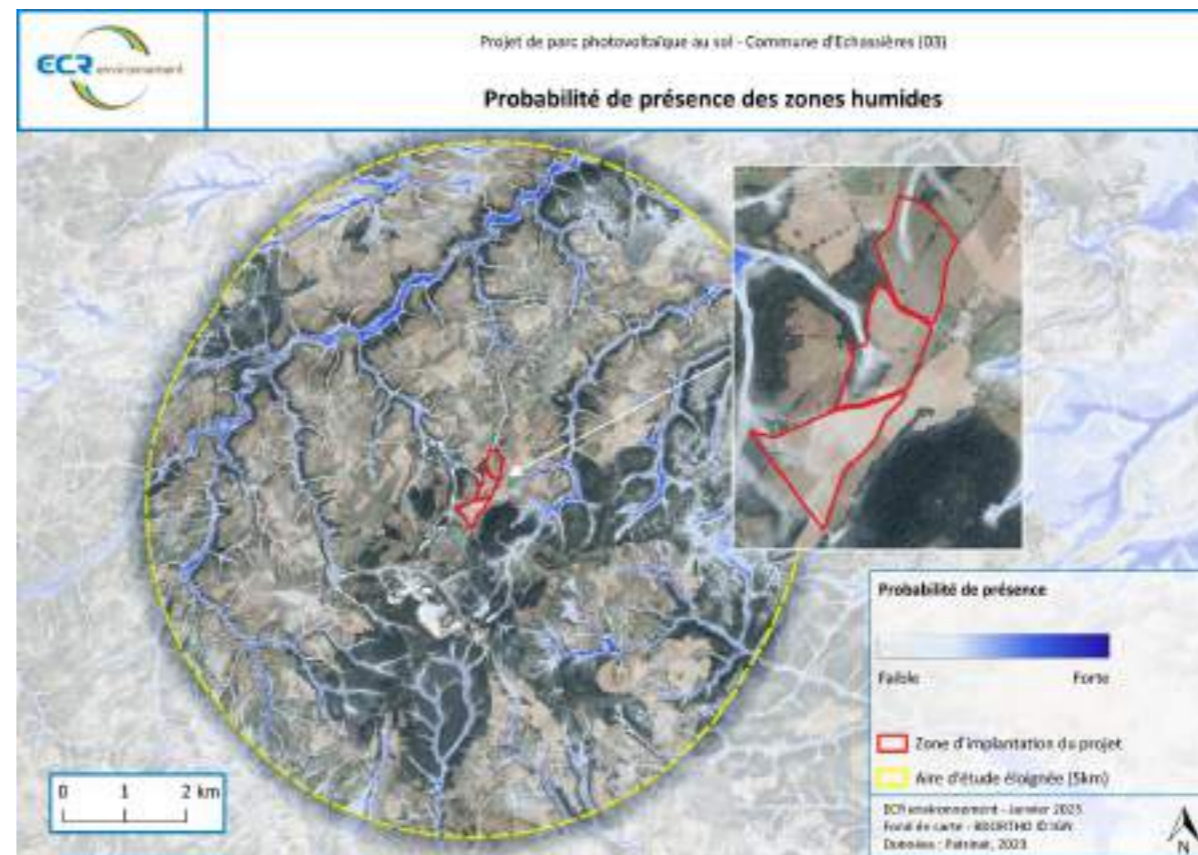 ECR environnement
Projet de parc photovoltaïque au sol - Commune d'Echassières (03)
Probabilité de présence des zones humides
Probabilité de présence
Faible Forte
Zone d'implantation du projet
Aire d'étude éloignée (5km)
0 1 2 km
ECR environnement - Janvier 2023
Fond de carte - BDORTHO © IGN
Données : Patrinat, 2023
N